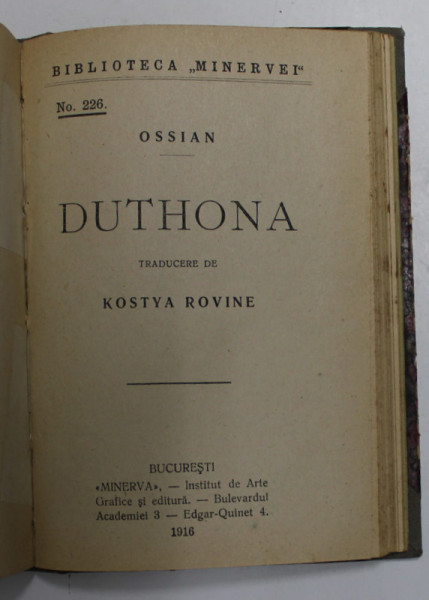 BIBLIOTECA „MINERVEI“
No. 226.
OSSIAN
DUTHONA
TRADUCERE DE
KOSTYA ROVINE
BUCUREŞTI
«MINERVA», — Institut de Arte
Grafice şi editură. — Bulevardul
Academiei 3 — Edgar-Quinet 4.
1916